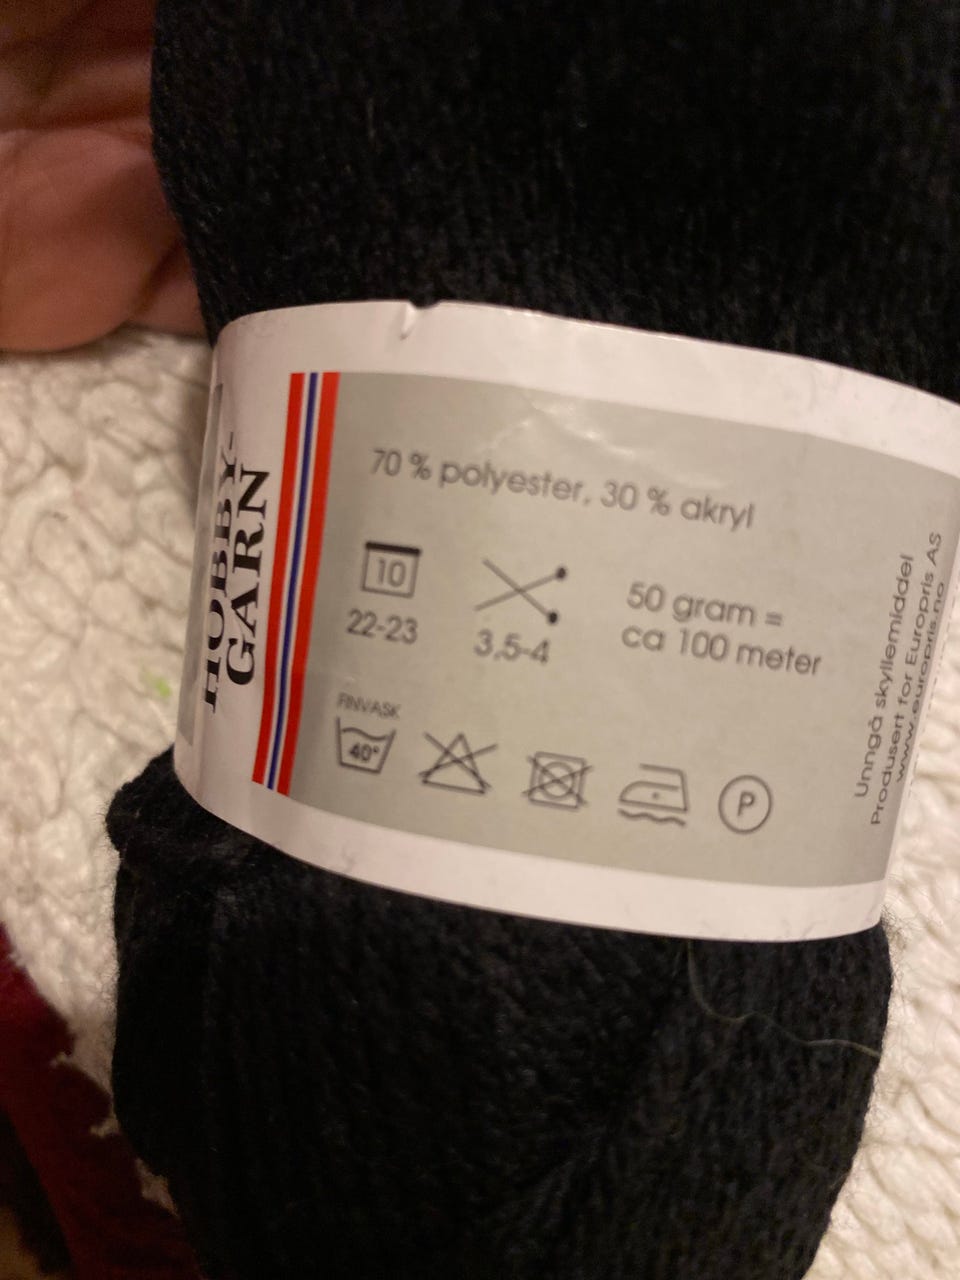 HOBBY-
GARN
70 % polyester, 30 % akryl
10
22-23
3,5-4
50 gram =
ca 100 meter
FINVASK
40°
P
Unngå skyllemiddel
Produsert for Europris AS
www.europris.no